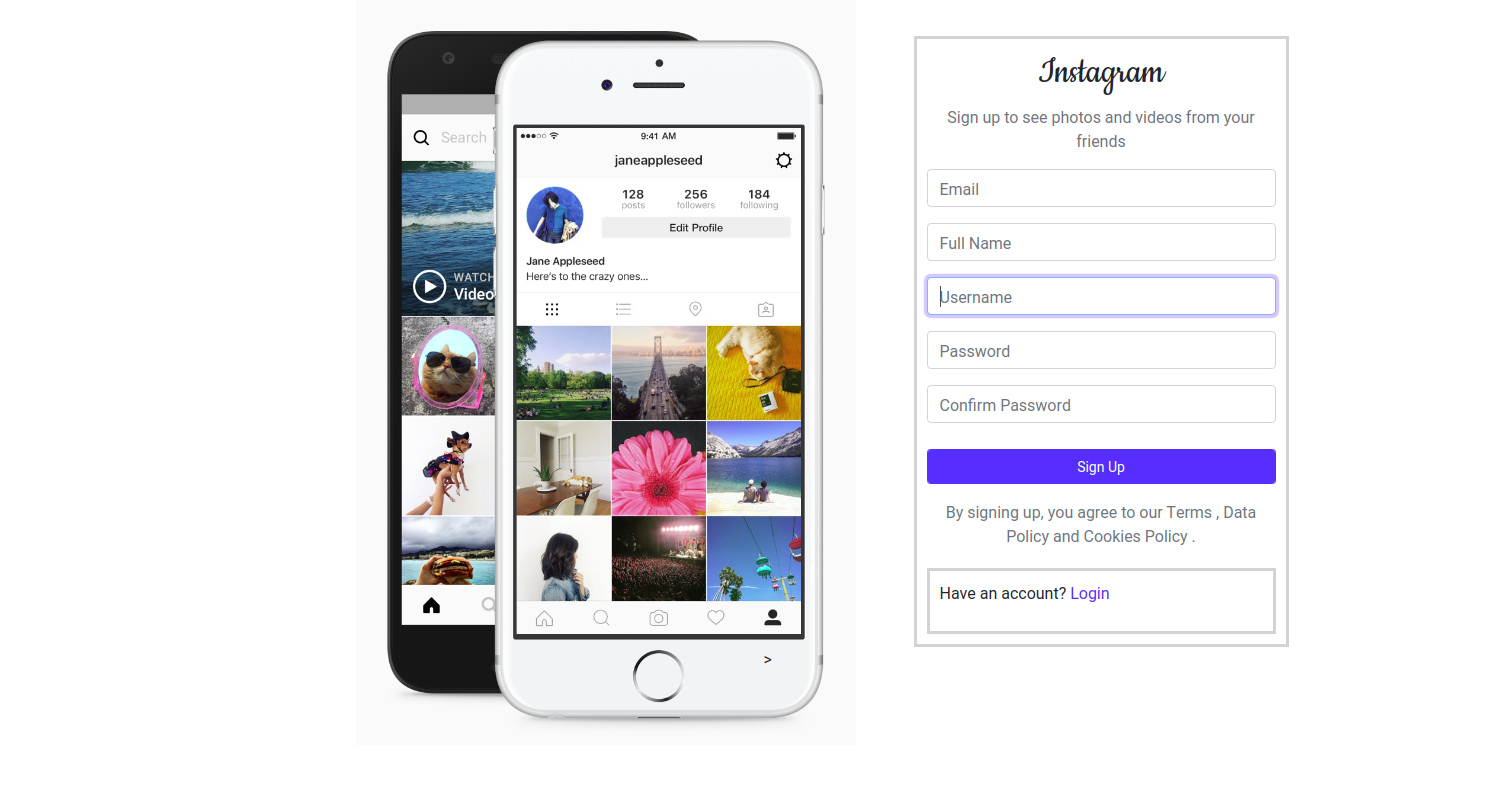 Search
WATCH
Video
9:41 AM
janeappleseed
128
256
184
posts
followers
following
Edit Profile
Jane Appleseed
Here's to the crazy ones...
>
Instagram
Sign up to see photos and videos from your
friends
Email
Full Name
Username
Password
Confirm Password
Sign Up
By signing up, you agree to our Terms , Data
Policy and Cookies Policy .
Have an account? Login